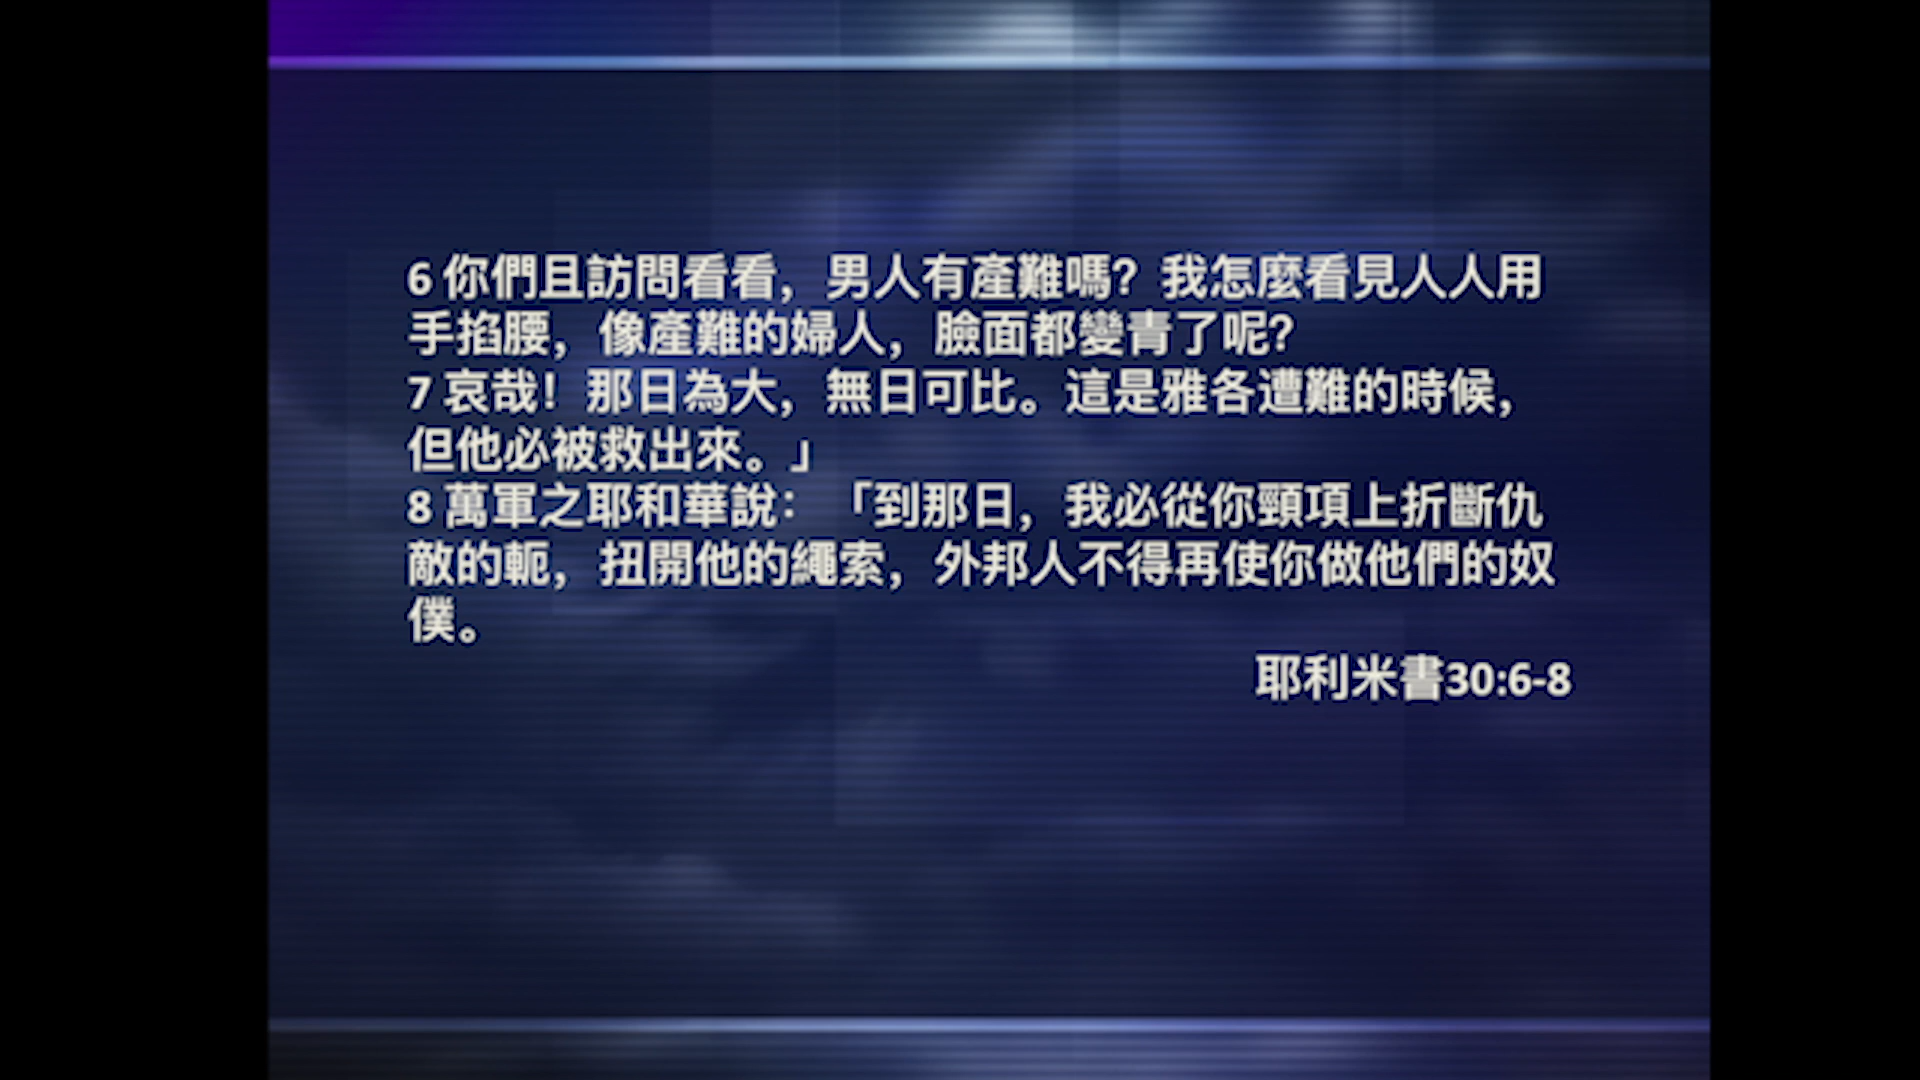 6 你們且訪問看看，男人有產難嗎？我怎麼看見人人用
手掐腰，像產難的婦人，臉面都變青了呢？
7 哀哉！那日為大，無日可比。這是雅各遭難的時候，
但他必被救出來。」
8 萬軍之耶和華說：「到那日，我必從你頸項上折斷仇
敵的軛，扭開他的繩索，外邦人不得再使你做他們的奴
僕。
耶利米書30:6-8